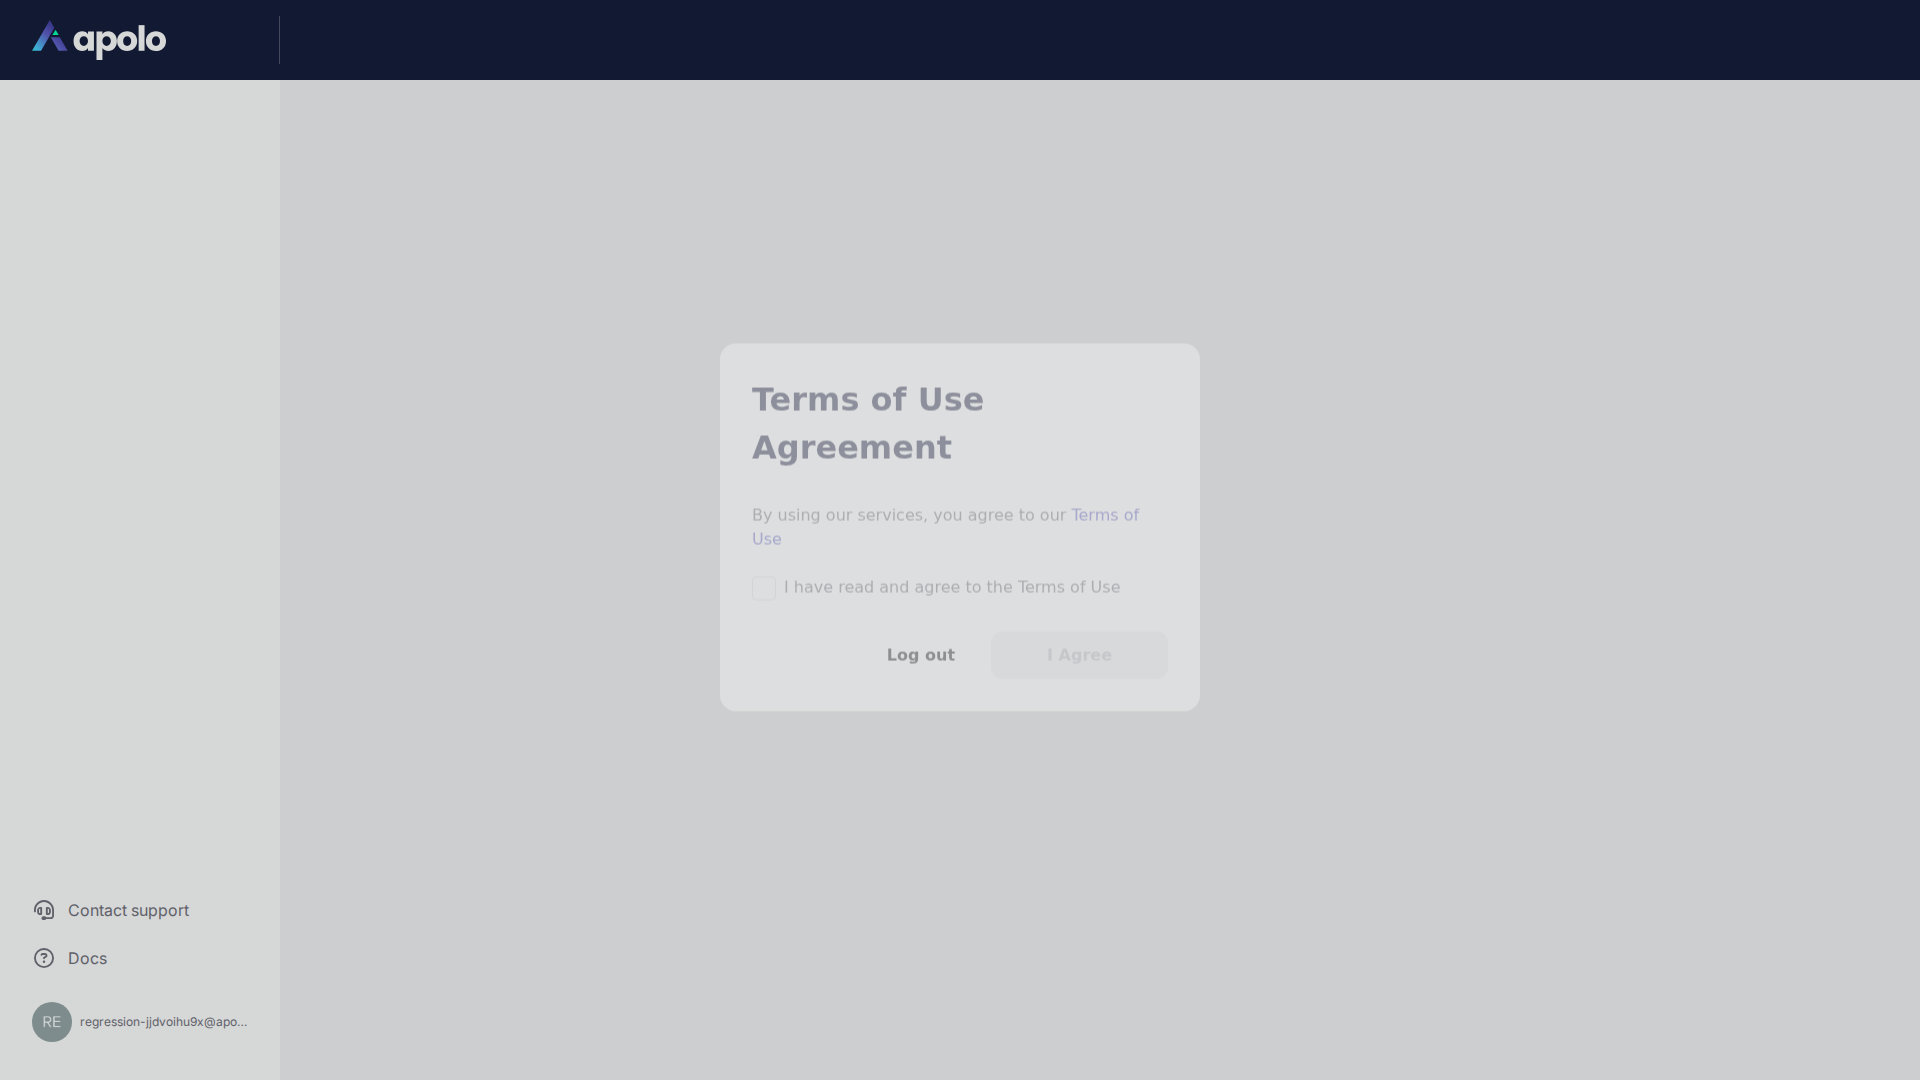 apolo
Terms of Use
Agreement
By using our services, you agree to our Terms of
Use
I have read and agree to the Terms of Use
Log out
I Agree
Contact support
Docs
RE
regression-jjdvoihu9x@apo...